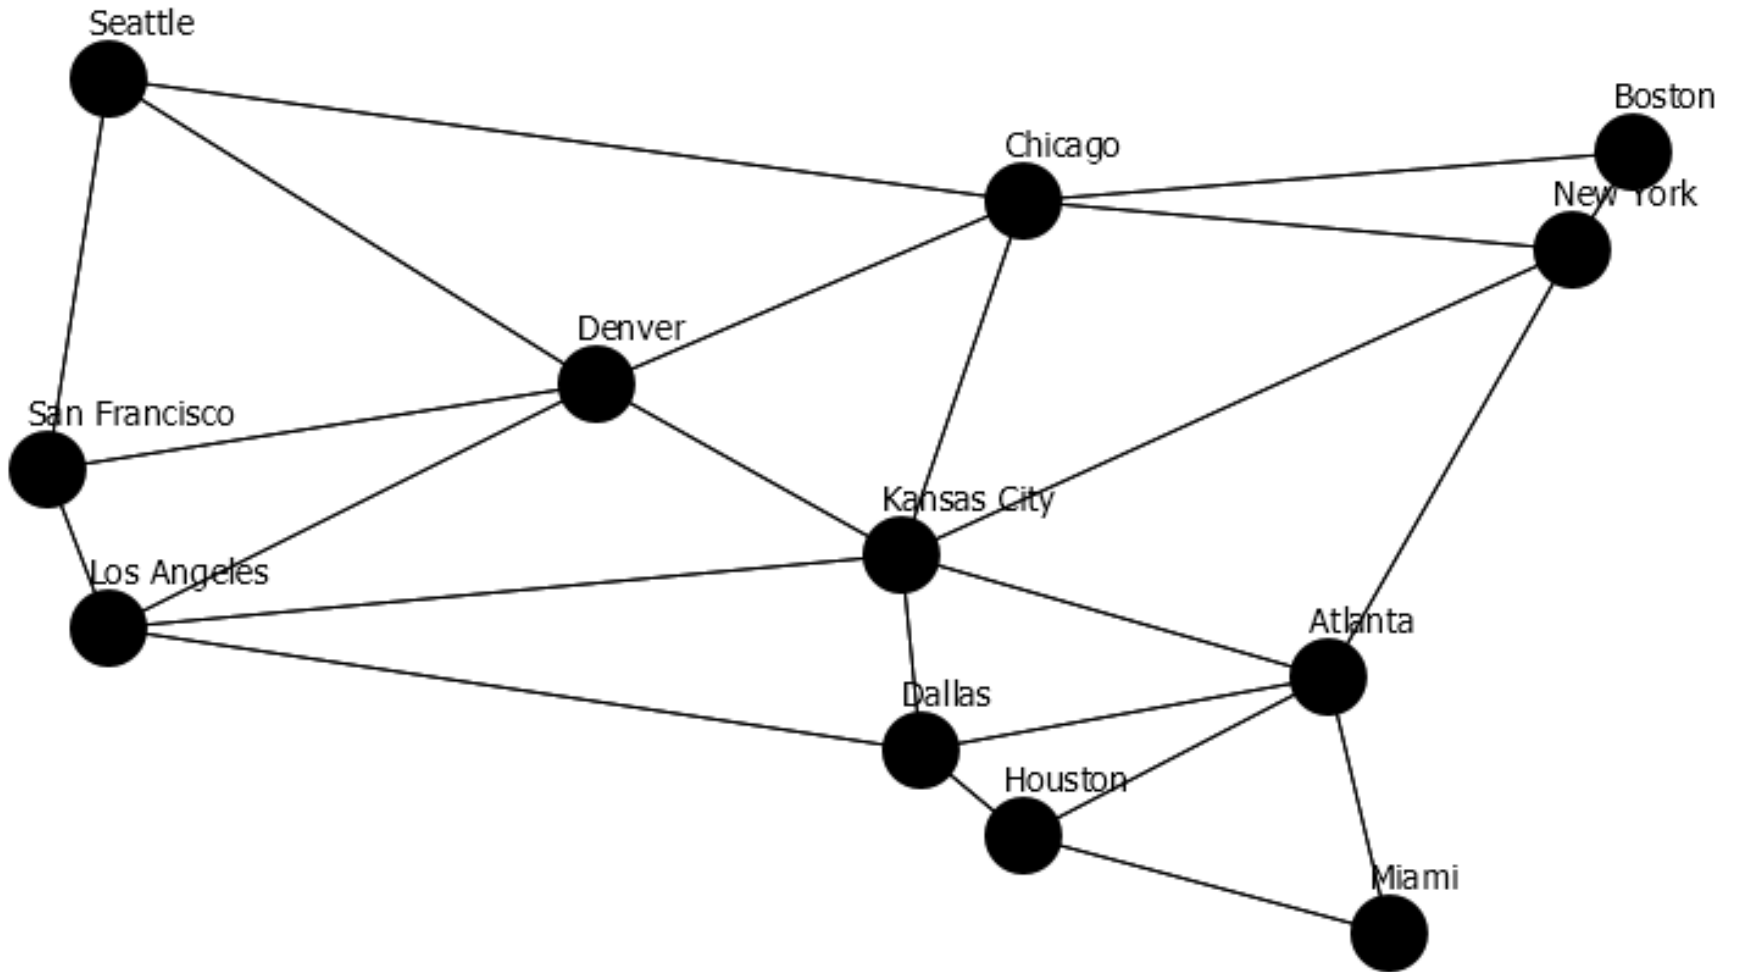 Seattle
Boston
Chicago
New York
Denver
San Francisco
Kansas City
Los Angeles
Atlanta
Dallas
Houston
Miami